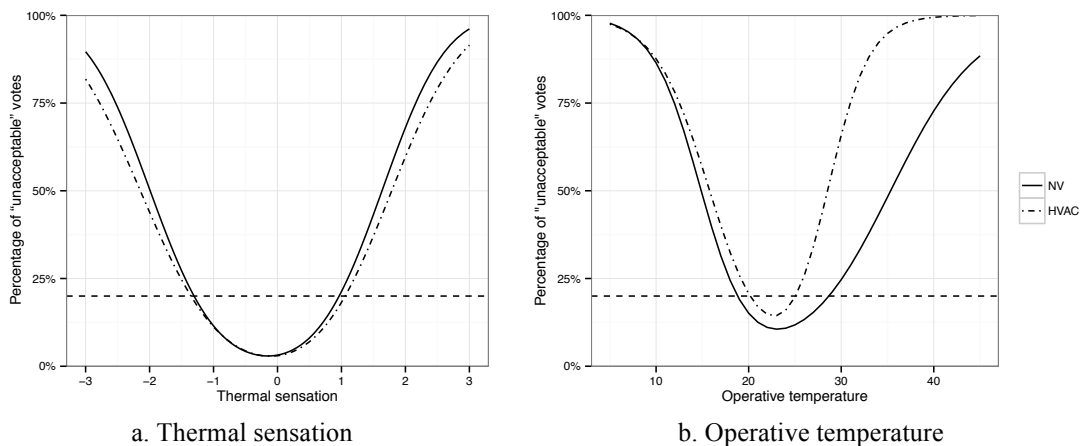 100%
75%
50%
25%
0%
Percentage of "unacceptable" votes
−3 −2 −1 0 1 2 3
Thermal sensation
a. Thermal sensation
100%
75%
50%
25%
0%
Percentage of "unacceptable" votes
10 20 30 40
Operative temperature
b. Operative temperature
NV
HVAC